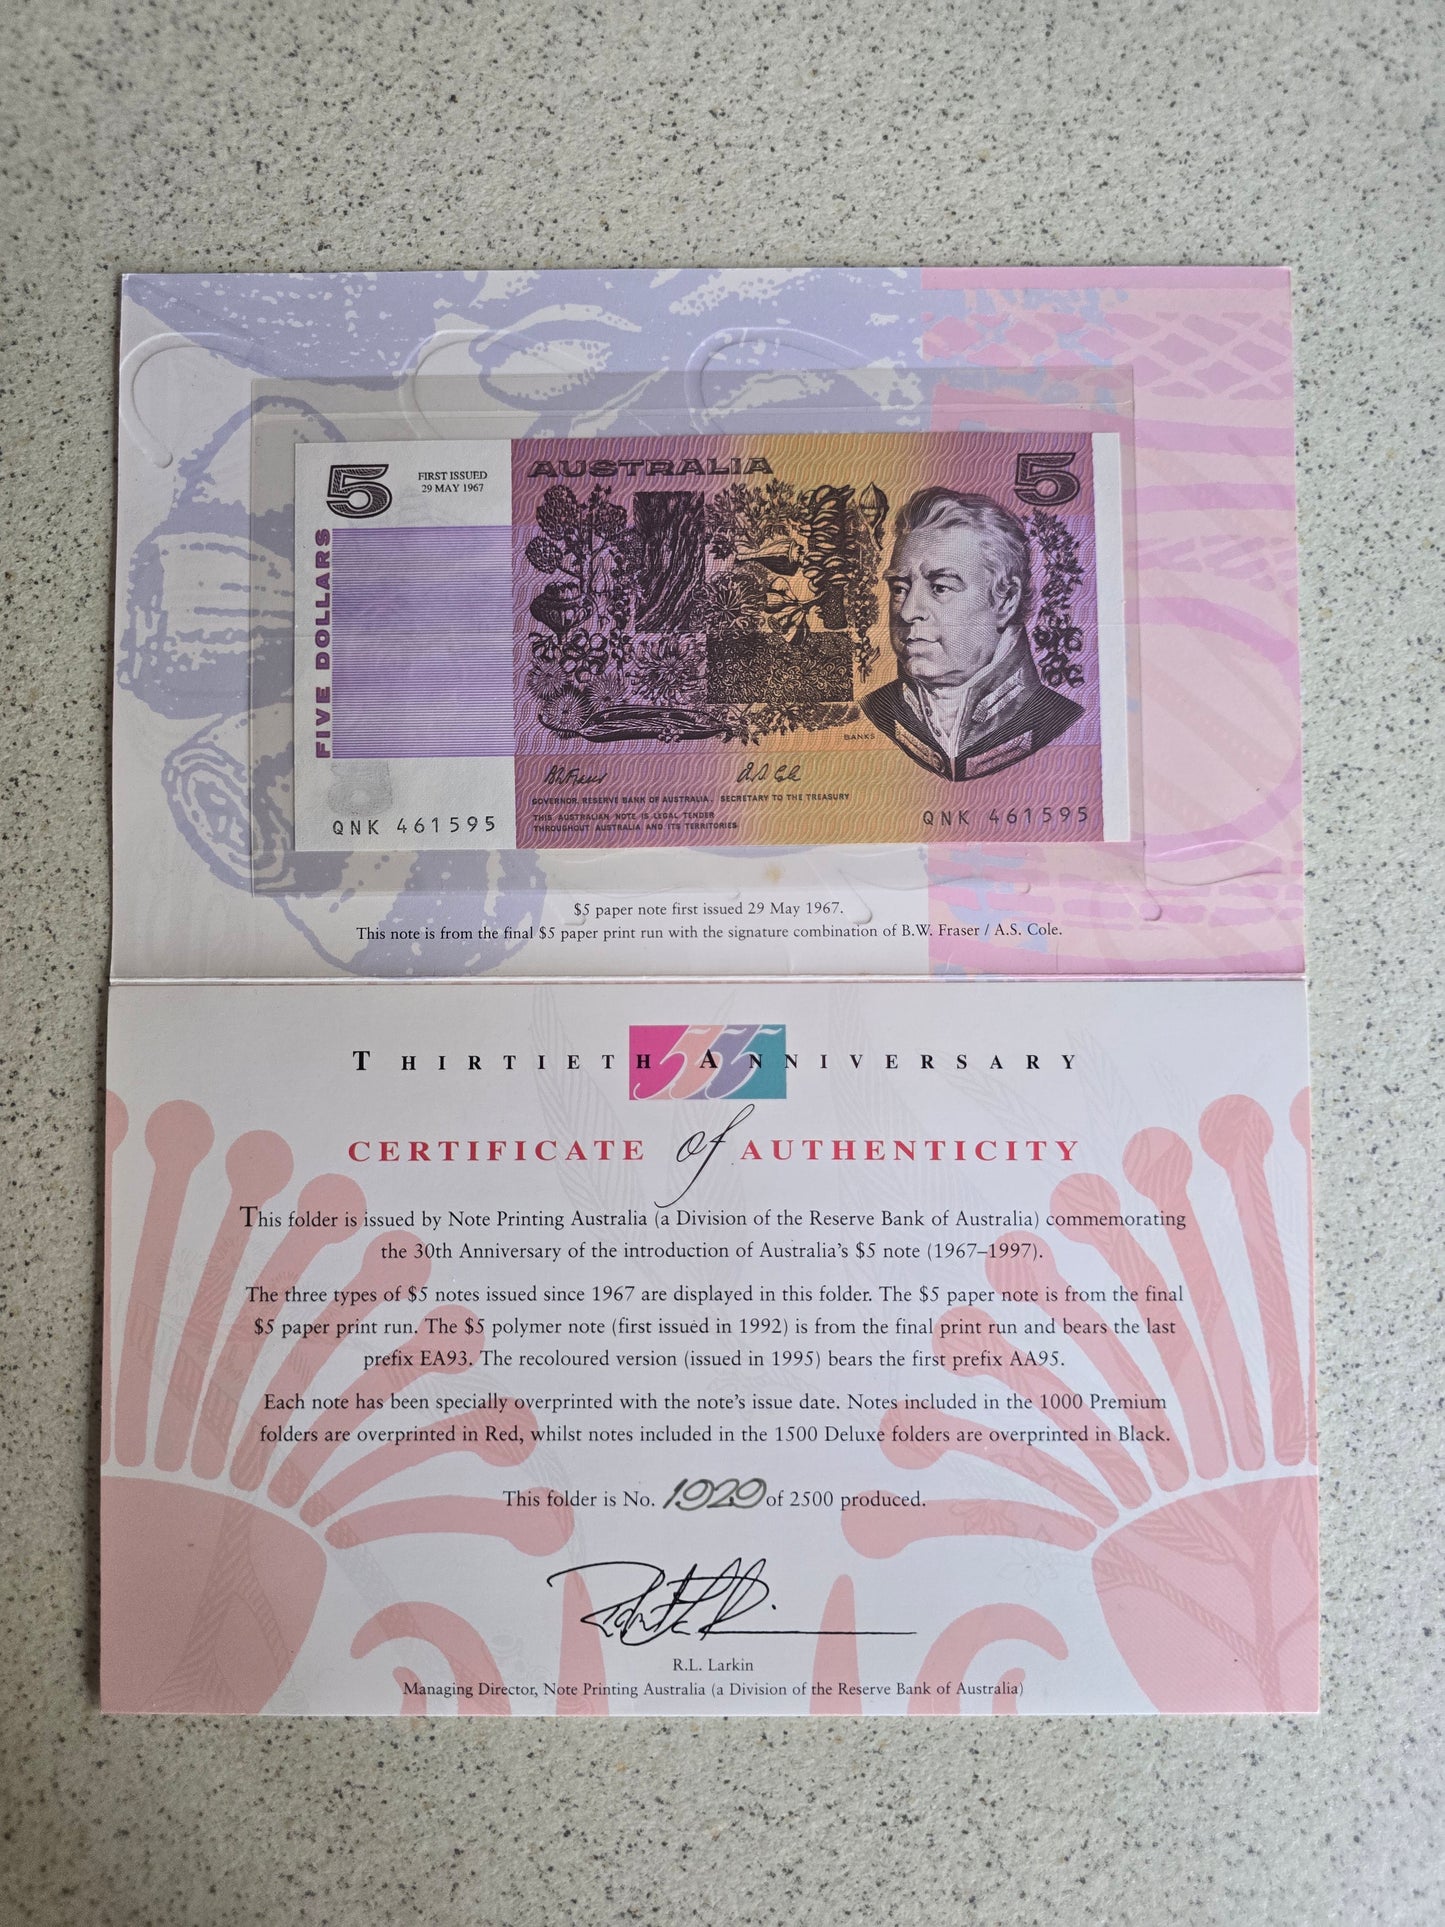 5
FIRST ISSUED
29 MAY 1967
AUSTRALIA
5
FIVE DOLLARS
BANKS
GOVERNOR, RESERVE BANK OF AUSTRALIA. SECRETARY TO THE TREASURY
THIS AUSTRALIAN NOTE IS LEGAL TENDER
THROUGHOUT AUSTRALIA AND ITS TERRITORIES
QNK 461595
QNK 461595
$5 paper note first issued 29 May 1967.
This note is from the final $5 paper print run with the signature combination of B.W. Fraser / A.S. Cole.
555
THIRTIETH ANNIVERSARY
CERTIFICATE of AUTHENTICITY
This folder is issued by Note Printing Australia (a Division of the Reserve Bank of Australia) commemorating
the 30th Anniversary of the introduction of Australia's $5 note (1967–1997).
The three types of $5 notes issued since 1967 are displayed in this folder. The $5 paper note is from the final
$5 paper print run. The $5 polymer note (first issued in 1992) is from the final print run and bears the last
prefix EA93. The recoloured version (issued in 1995) bears the first prefix AA95.
Each note has been specially overprinted with the note's issue date. Notes included in the 1000 Premium
folders are overprinted in Red, whilst notes included in the 1500 Deluxe folders are overprinted in Black.
This folder is No. 1929 of 2500 produced.
R.L. Larkin
Managing Director, Note Printing Australia (a Division of the Reserve Bank of Australia)